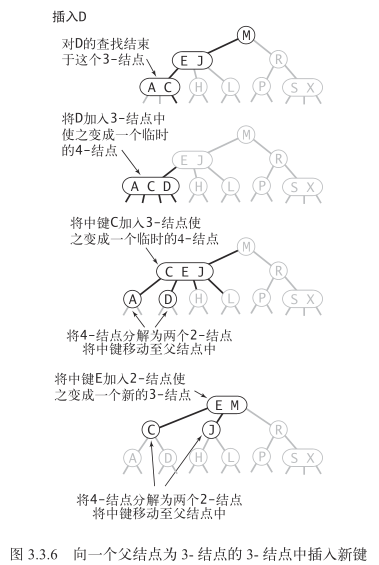 插入D
M
对D的查找结束
于这个3-结点
E J
R
A C
H
L
P
S X
将D加入3-结点中
使之变成一个临时
的4-结点
M
E J
R
A C D
H
L
P
S X
将中键C加入3-结点使
之变成一个临时的4-结点
M
C E J
R
A
D
H
L
P
S X
将4-结点分解为两个2-结点
将中键移动至父结点中
将中键E加入2-结点使
之变成一个新的3-结点
E M
C
J
R
A
D
H
L
P
S X
将4-结点分解为两个2-结点
将中键移动至父结点中
图 3.3.6 向一个父结点为 3- 结点的 3- 结点中插入新键